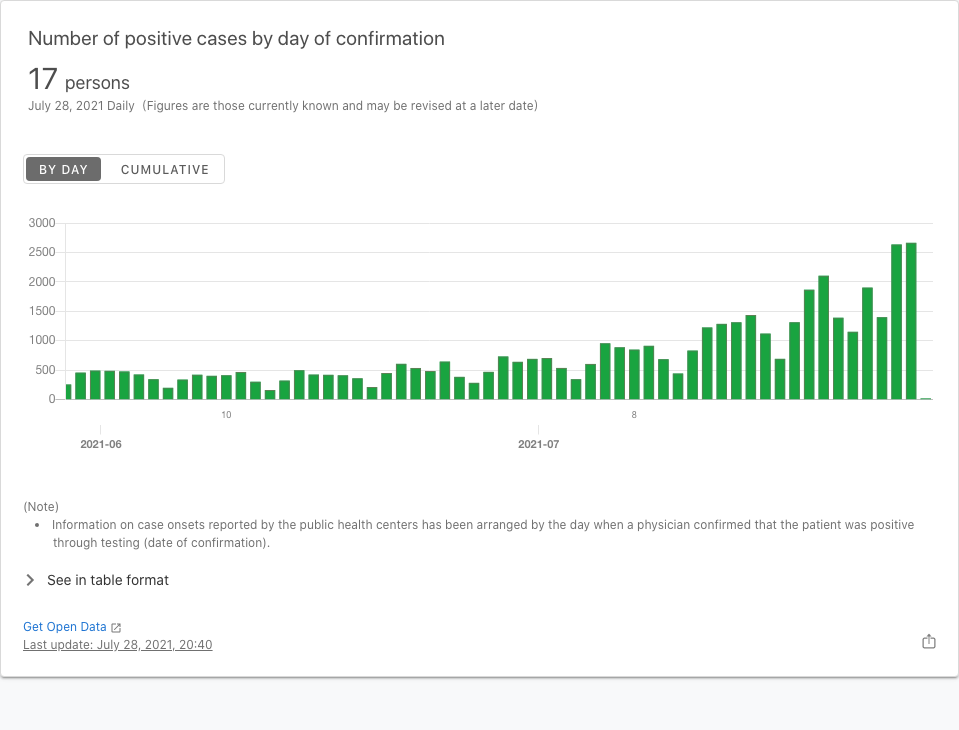 Number of positive cases by day of confirmation
17 persons
July 28, 2021 Daily (Figures are those currently known and may be revised at a later date)
BY DAY CUMULATIVE
3000
2500
2000
1500
1000
500
0
10 8
2021-06 2021-07
(Note)
• Information on case onsets reported by the public health centers has been arranged by the day when a physician confirmed that the patient was positive
through testing (date of confirmation).
See in table format
Get Open Data
Last update: July 28, 2021, 20:40